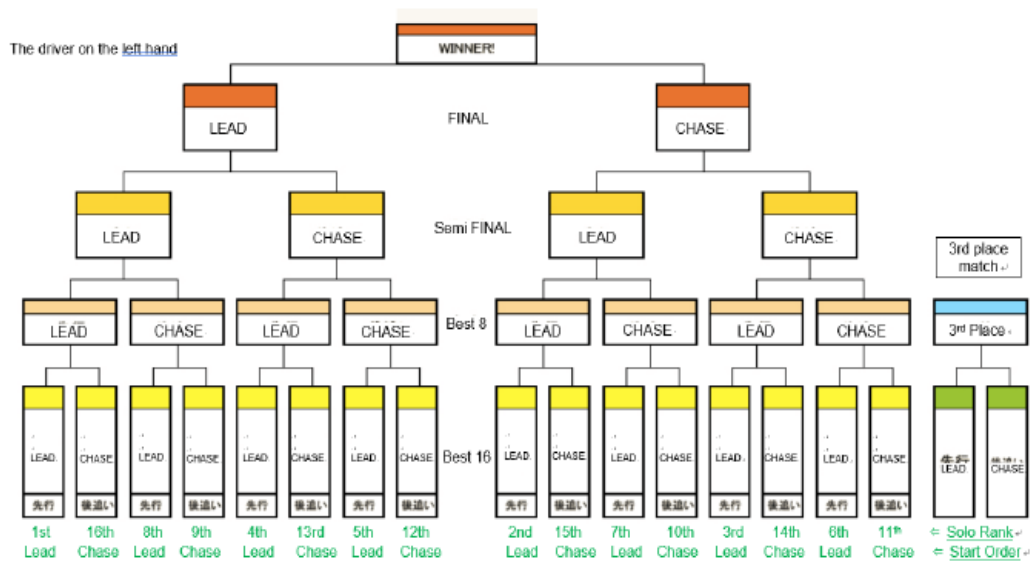 WINNER!
The driver on the left hand
LEAD
FINAL
CHASE
LEAD
CHASE
Semi FINAL
LEAD
CHASE
3rd place
match
LEAD
CHASE
LEAD
CHASE
Best 8
LEAD
CHASE
LEAD
CHASE
3rd Place
LEAD
CHASE
LEAD
CHASE
LEAD
CHASE
LEAD
CHASE
Best 16
LEAD
CHASE
LEAD
CHASE
LEAD
CHASE
LEAD
CHASE
先行
LEAD
後追い
CHASE
先行 後追い 先行 後追い 先行 後追い 先行 後追い 先行 後追い 先行 後追い 先行 後追い 先行 後追い
1st 16th 8th 9th 4th 13rd 5th 12th 2nd 15th 7th 10th 3rd 14th 6th 11th ⇐ Solo Rank
Lead Chase Lead Chase Lead Chase Lead Chase Lead Chase Lead Chase Lead Chase Lead Chase ⇐ Start Order